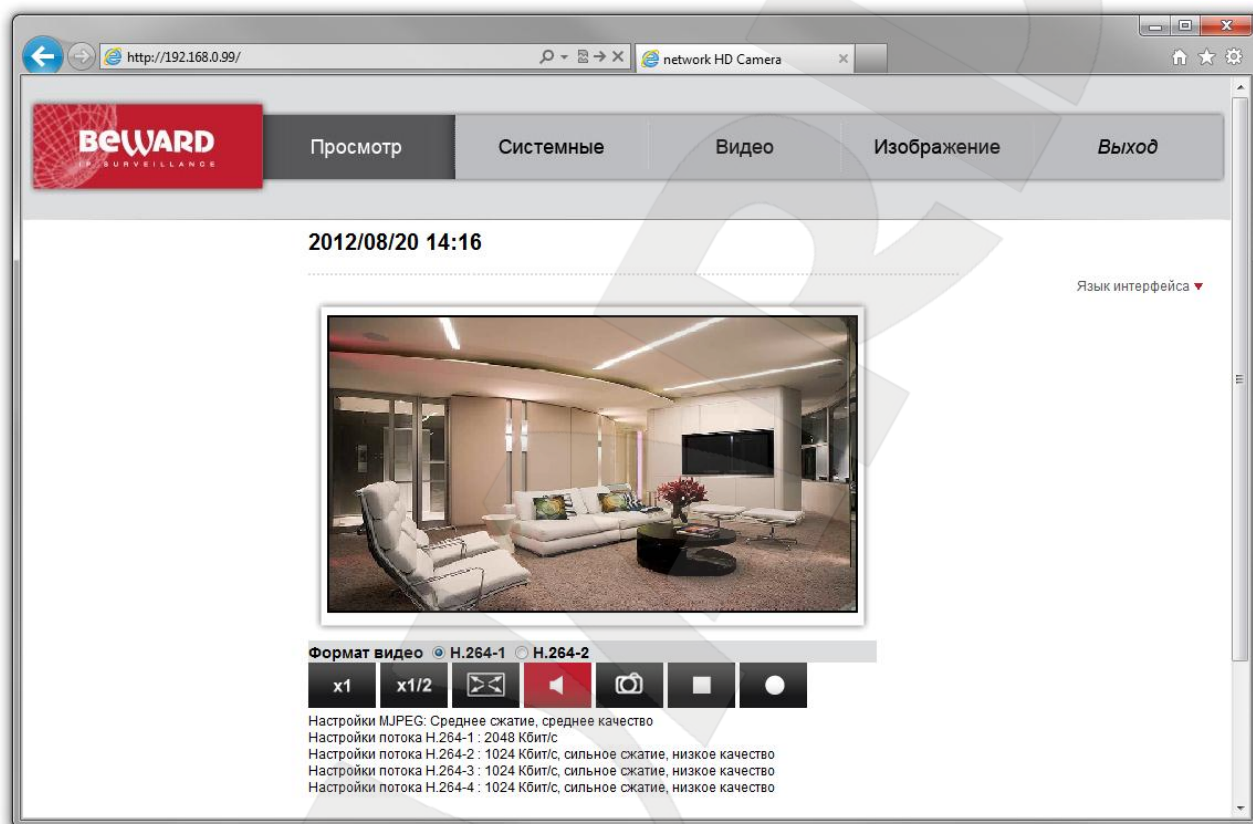 http://192.168.0.99/
network HD Camera
BEWARD
IP SURVEILLANCE
Просмотр
Системные
Видео
Изображение
Выход
2012/08/20 14:16
Язык интерфейса
Формат видео H.264-1 H.264-2
x1 x1/2
Настройки MJPEG: Среднее сжатие, среднее качество
Настройки потока H.264-1 : 2048 Кбит/с
Настройки потока H.264-2 : 1024 Кбит/с, сильное сжатие, низкое качество
Настройки потока H.264-3 : 1024 Кбит/с, сильное сжатие, низкое качество
Настройки потока H.264-4 : 1024 Кбит/с, сильное сжатие, низкое качество